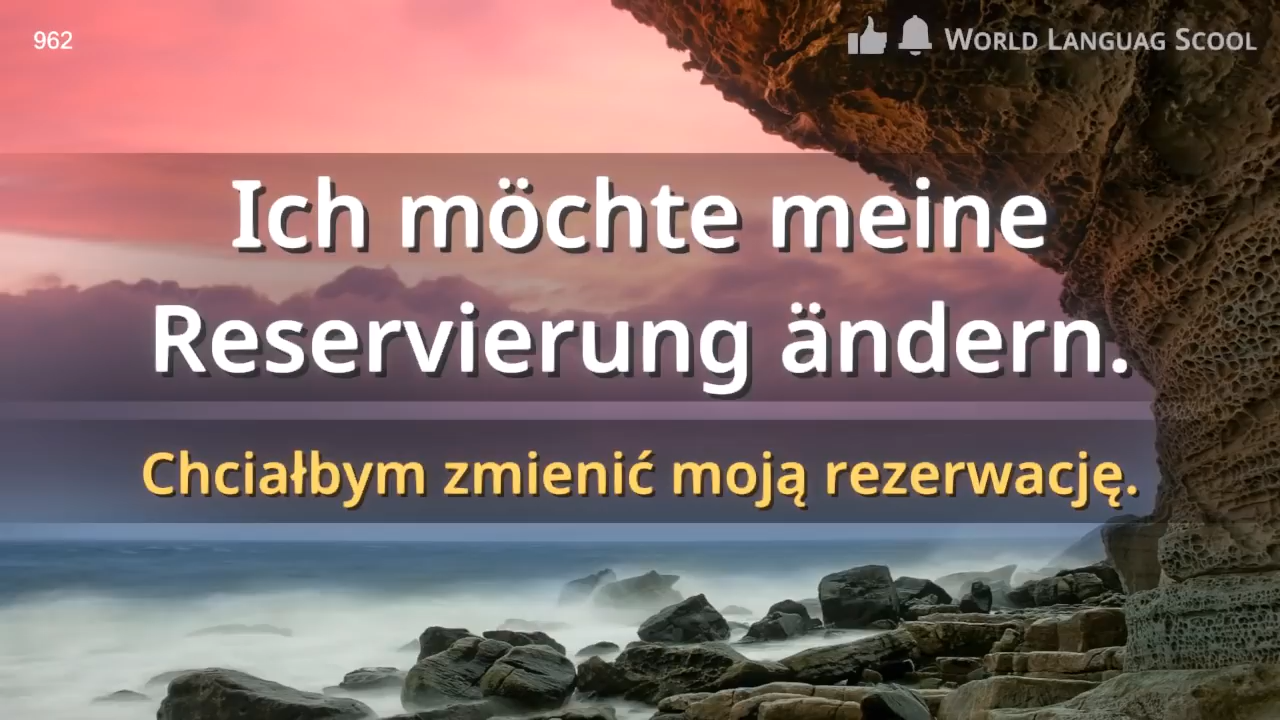 962
World Languag Scool
Ich möchte meine
Reservierung ändern.
Chciałbym zmienić moją rezerwację.